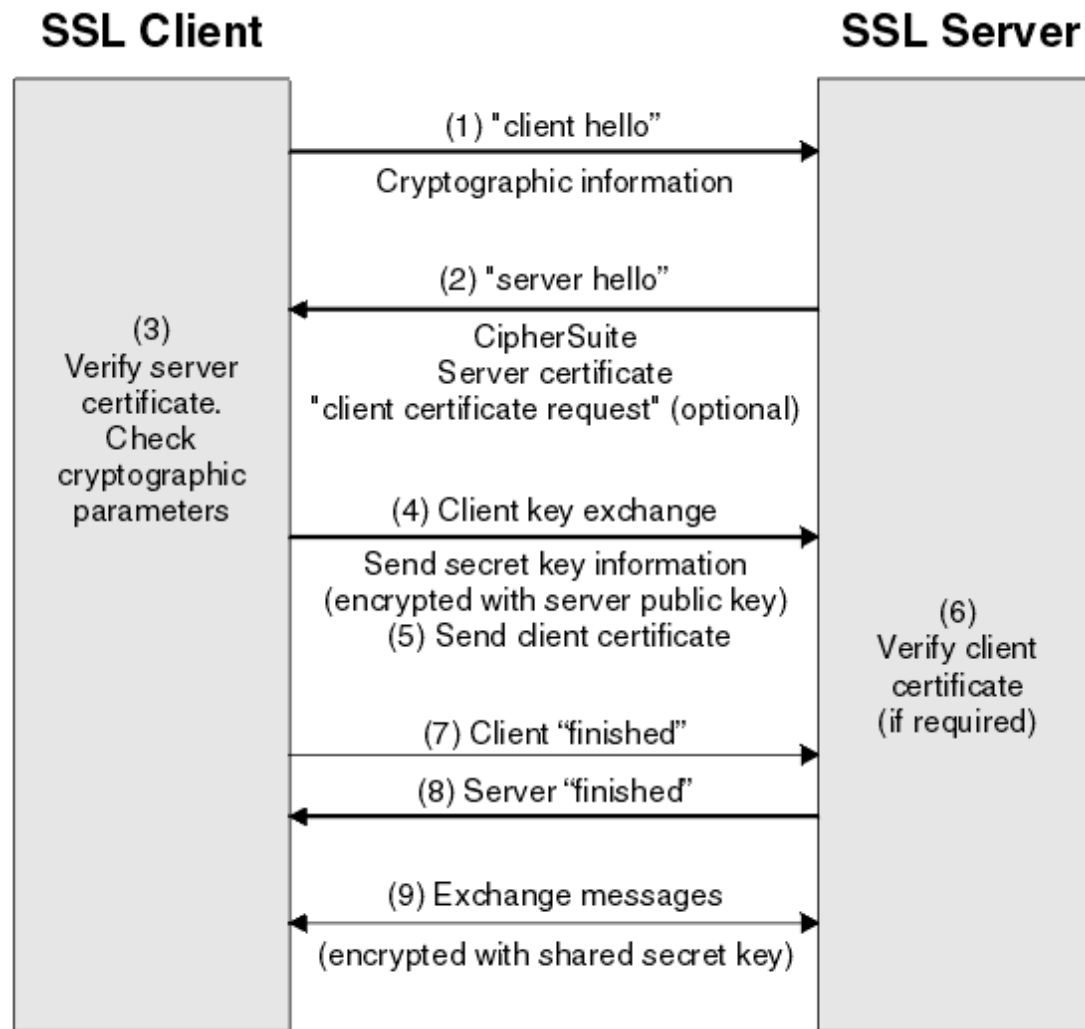 SSL Client
SSL Server
(1) "client hello”
Cryptographic information
(2) "server hello”
CipherSuite
Server certificate
"client certificate request" (optional)
(3)
Verify server
certificate.
Check
cryptographic
parameters
(4) Client key exchange
Send secret key information
(encrypted with server public key)
(5) Send client certificate
(6)
Verify client
certificate
(if required)
(7) Client “finished”
(8) Server “finished”
(9) Exchange messages
(encrypted with shared secret key)